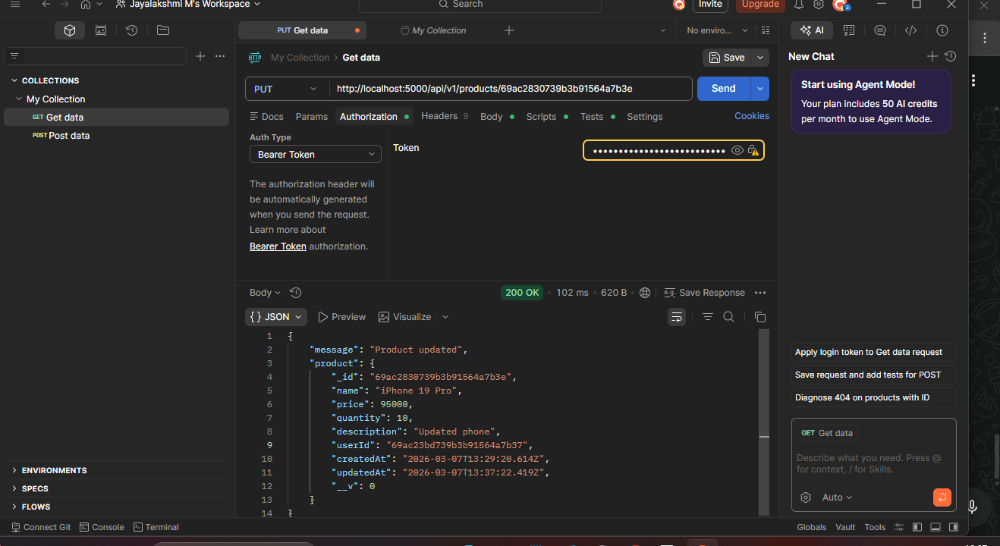 Jayalakshmi M's Workspace
Search
Invite
Upgrade
PUT Get data
My Collection
No enviro...
AI
COLLECTIONS
My Collection
GET Get data
POST Post data
HTTP
My Collection > Get data
Save
PUT
http://localhost:5000/api/v1/products/69ac2830739b3b91564a7b3e
Send
Docs Params Authorization Headers 9 Body Scripts Tests Settings
Cookies
Auth Type
Bearer Token
The authorization header will
be automatically generated
when you send the request.
Learn more about
Bearer Token authorization.
Token
••••••••••••••••••••••••••
Body
200 OK • 102 ms • 620 B
e.g. Save Response
{} JSON
Preview
Visualize
1 {
2 "message": "Product updated",
3 "product": {
4 "_id": "69ac2830739b3b91564a7b3e",
5 "name": "iPhone 19 Pro",
6 "price": 95000,
7 "quantity": 10,
8 "description": "Updated phone",
9 "userId": "69ac23bd739b3b91564a7b37",
10 "createdAt": "2026-03-07T13:29:20.614Z",
11 "updatedAt": "2026-03-07T13:37:22.419Z",
12 "__v": 0
13 }
14 }
New Chat
Start using Agent Mode!
Your plan includes 50 AI credits
per month to use Agent Mode.
Apply login token to Get data request
Save request and add tests for POST
Diagnose 404 on products with ID
GET Get data
Describe what you need. Press @
for context, / for Skills.
Auto
ENVIRONMENTS
SPECS
FLOWS
Connect Git
Console
Terminal
Globals
Vault
Tools